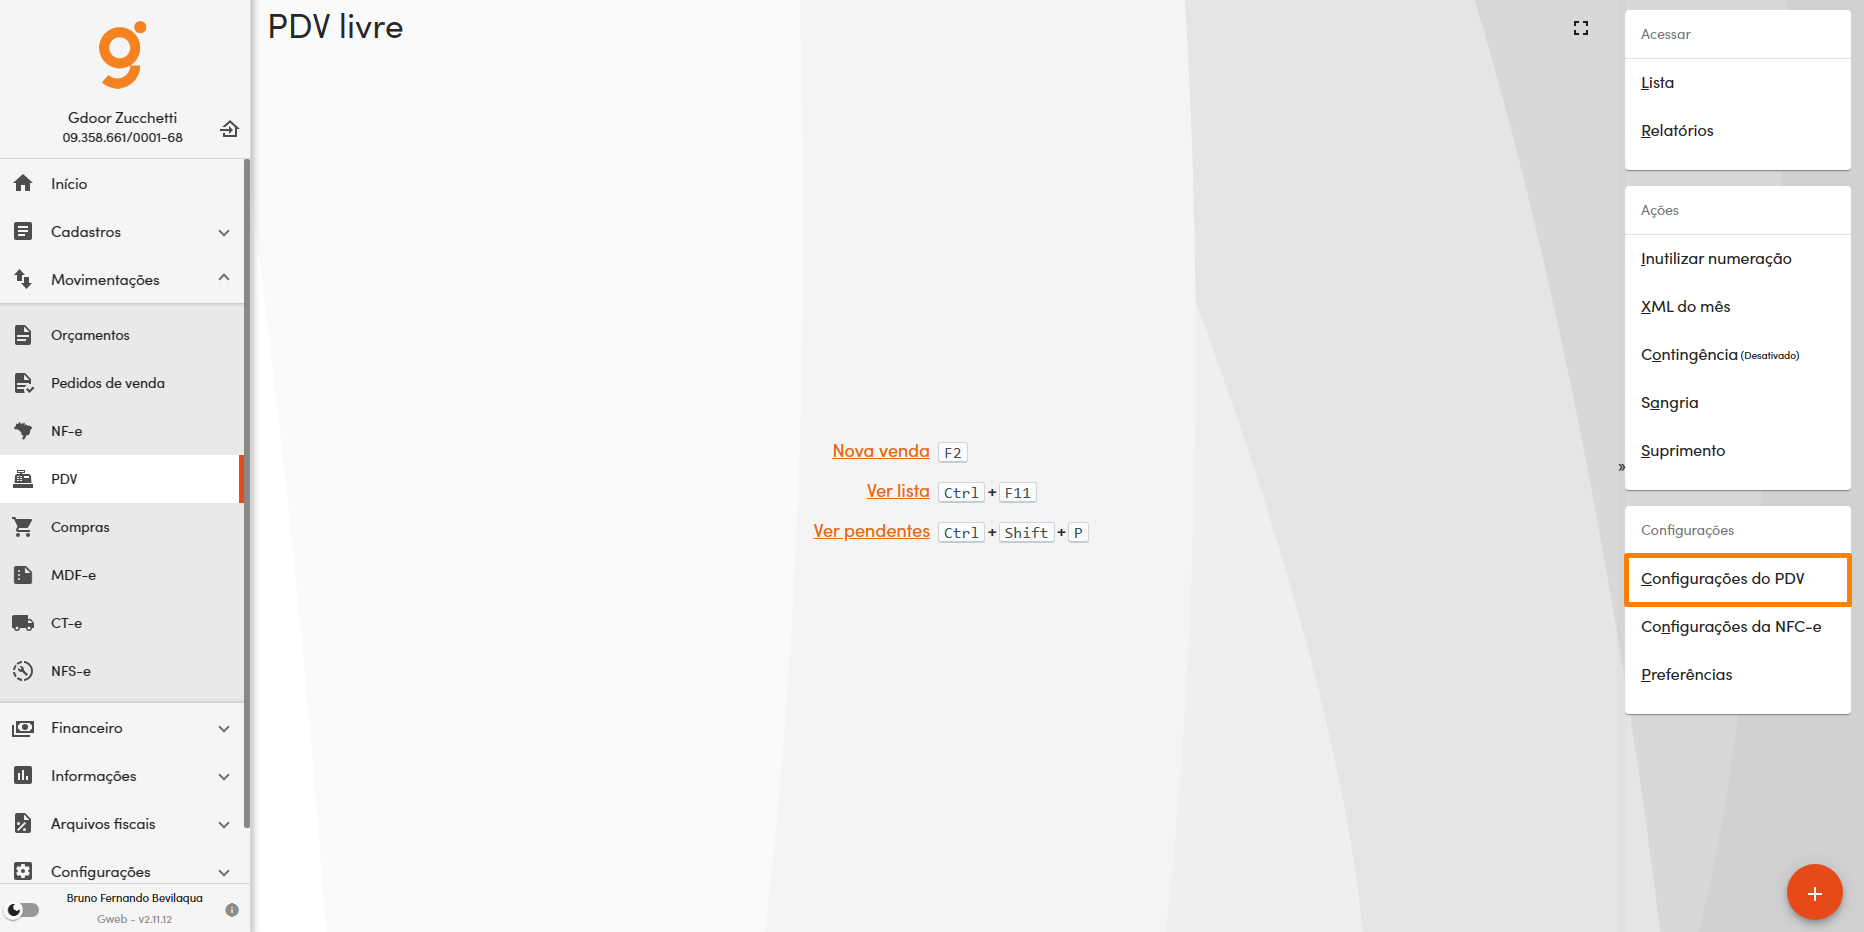 Gdoor Zucchetti
09.358.661/0001-68
Início
Cadastros
Movimentações
Orçamentos
Pedidos de venda
NF-e
PDV
Compras
MDF-e
CT-e
NFS-e
Financeiro
Informações
Arquivos fiscais
Configurações
Bruno Fernando Bevilaqua
Gweb - v2.11.12
PDV livre
Nova venda F2
Ver lista Ctrl + F11
Ver pendentes Ctrl + Shift + P
»
Acessar
Lista
Relatórios
Ações
Inutilizar numeração
XML do mês
Contingência (Desativado)
Sangria
Suprimento
Configurações
Configurações do PDV
Configurações da NFC-e
Preferências
+